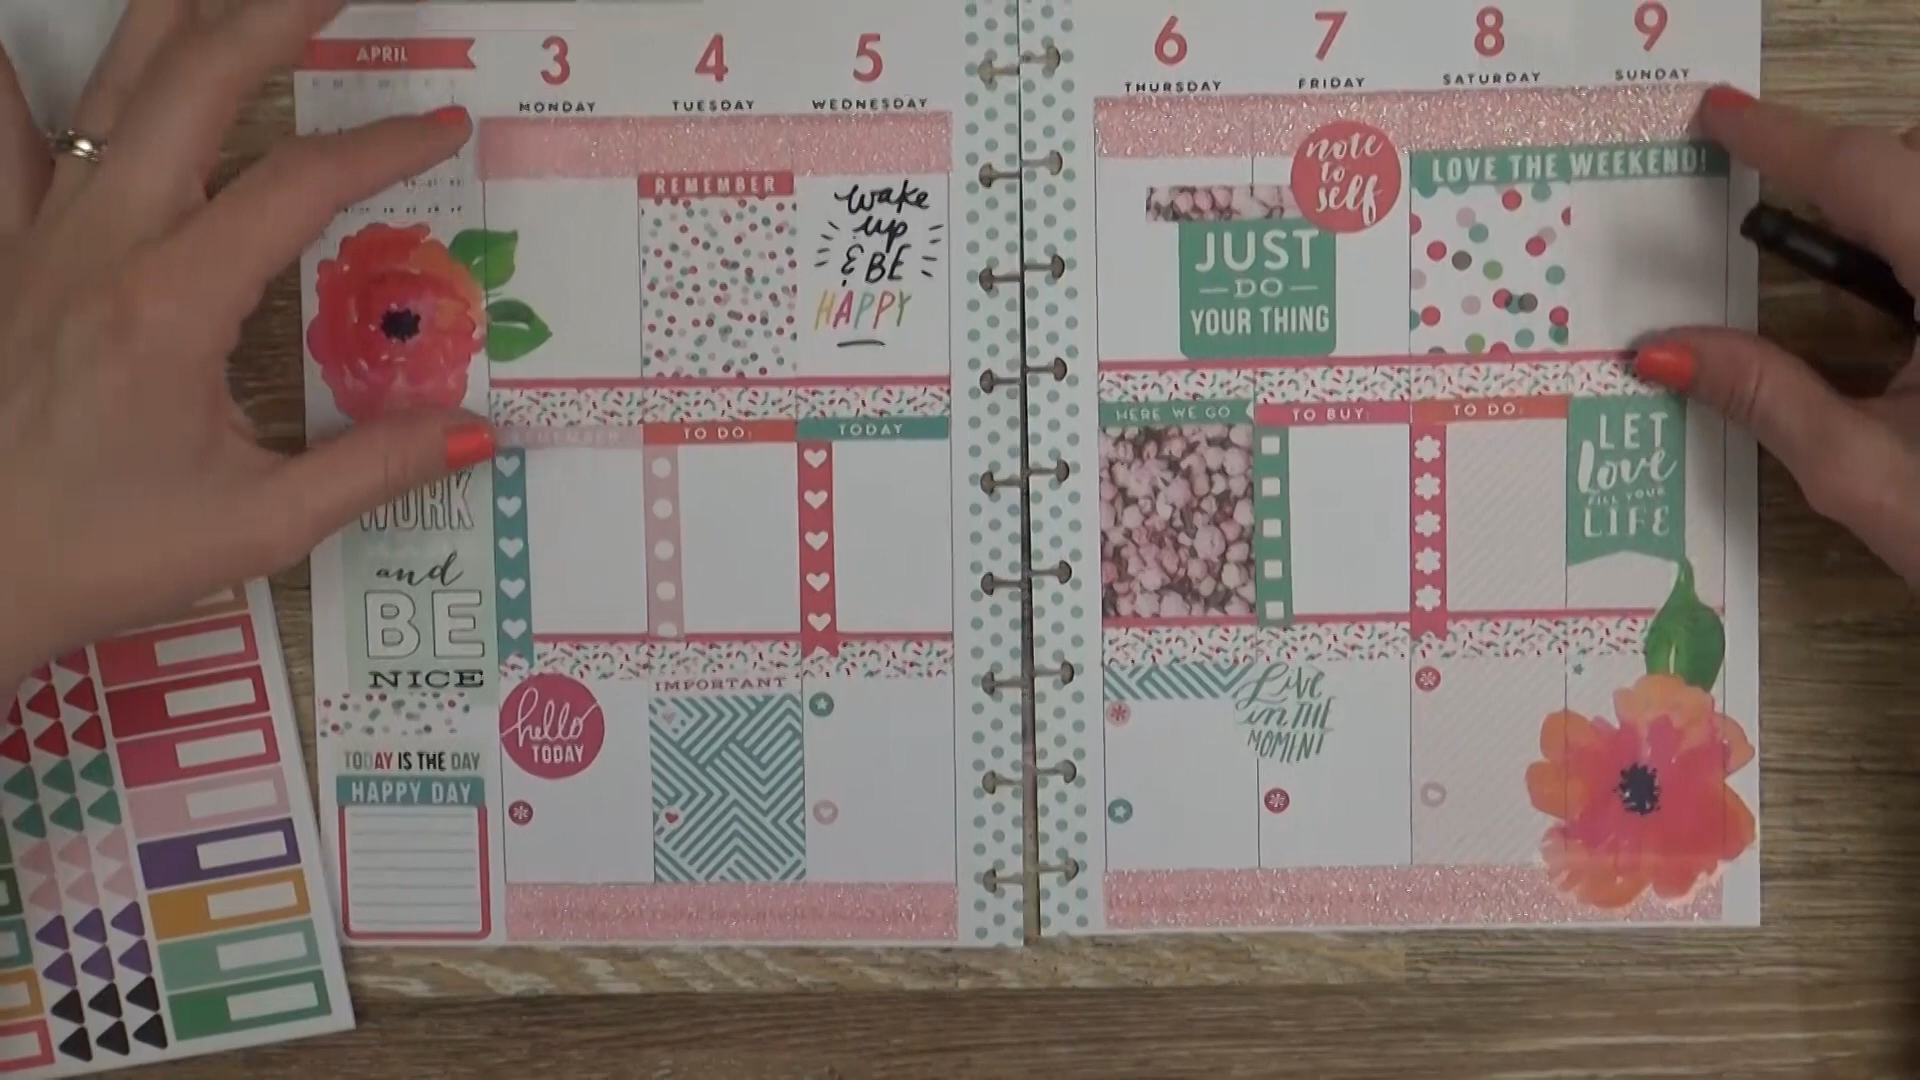 APRIL
3
MONDAY
4
TUESDAY
5
WEDNESDAY
6
THURSDAY
7
FRIDAY
8
SATURDAY
9
SUNDAY
REMEMBER
wake
up
& BE
HAPPY
JUST
DO
YOUR THING
note
to
self
LOVE THE WEEKEND!
WORK
and
BE
NICE
TODAY IS THE DAY
HAPPY DAY
REMEMBER
TO DO:
TODAY
HERE WE GO
TO BUY:
TO DO:
LET
love
FILL YOUR
LIFE
hello
TODAY
IMPORTANT
Live
in THE
MOMENT